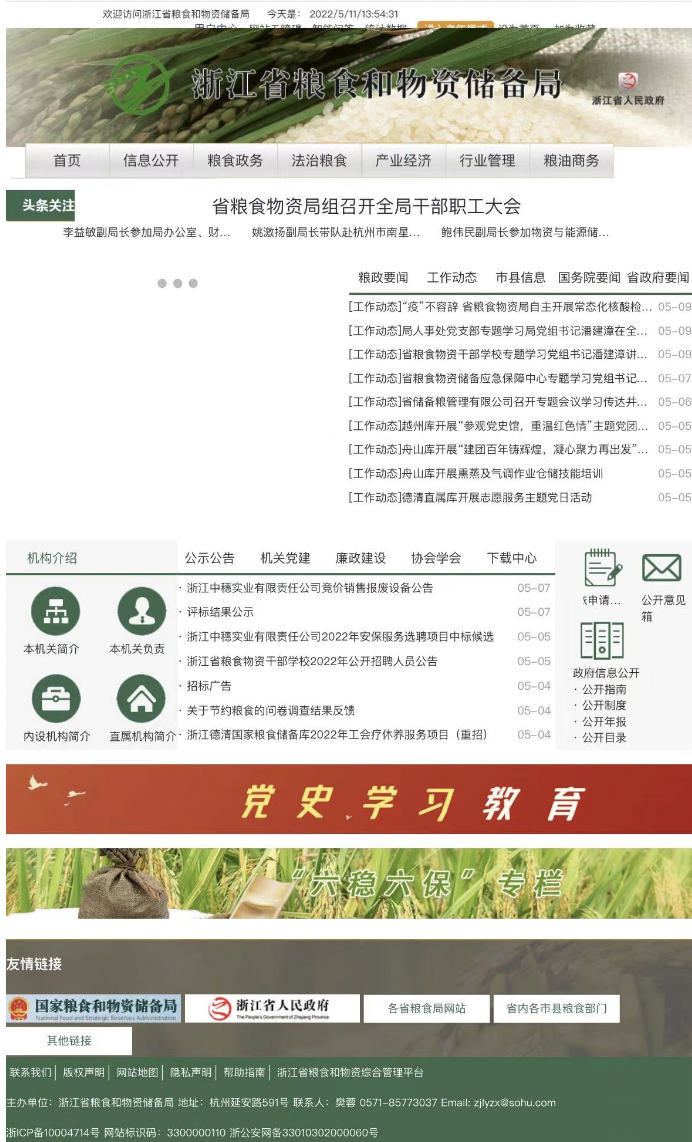 欢迎访问浙江省粮食和物资储备局 今天是: 2022/5/11/13:54:31
浙江省粮食和物资储备局
浙江省人民政府
首页 信息公开 粮食政务 法治粮食 产业经济 行业管理 粮油商务
头条关注
省粮食物资局组召开全局干部职工大会
李益敏副局长参加局办公室、财... 姚激扬副局长带队赴杭州市南星... 鲍伟民副局长参加物资与能源储...
粮政要闻 工作动态 市县信息 国务院要闻 省政府要闻
[工作动态]“疫”不容辞 省粮食物资局自主开展常态化核酸检... 05-09
[工作动态]局人事处党支部专题学习局党组书记潘建漳在全... 05-09
[工作动态]省粮食物资干部学校专题学习党组书记潘建漳讲... 05-09
[工作动态]省粮食物资储备应急保障中心专题学习党组书记... 05-07
[工作动态]省储备粮管理有限公司召开专题会议学习传达并... 05-06
[工作动态]越州库开展“参观党史馆，重温红色情”主题党团... 05-05
[工作动态]舟山库开展“建团百年铸辉煌，凝心聚力再出发”... 05-05
[工作动态]舟山库开展熏蒸及气调作业仓储技能培训 05-05
[工作动态]德清直属库开展志愿服务主题党日活动 05-05
机构介绍
本机关简介 本机关负责
内设机构简介 直属机构简介
公示公告 机关党建 廉政建设 协会学会 下载中心
· 浙江中穗实业有限责任公司竞价销售报废设备公告 05-07
· 评标结果公示 05-07
· 浙江中穗实业有限责任公司2022年安保服务选聘项目中标候选 05-05
· 浙江省粮食物资干部学校2022年公开招聘人员公告 05-05
· 招标广告 05-04
· 关于节约粮食的问卷调查结果反馈 05-04
· 浙江德清国家粮食储备库2022年工会疗休养服务项目（重招） 05-04
申请... 公开意见
箱
政府信息公开
· 公开指南
· 公开制度
· 公开年报
· 公开目录
党史学习教育
“六稳六保”专栏
友情链接
国家粮食和物资储备局
National Food and Strategic Reserves Administration
浙江省人民政府
The People's Government of Zhejiang Province
各省粮食局网站 省内各市县粮食部门
其他链接
联系我们| 版权声明| 网站地图| 隐私声明| 帮助指南| 浙江省粮食和物资综合管理平台
主办单位：浙江省粮食和物资储备局 地址：杭州延安路591号 联系人：樊蓉 0571-85773037 Email: zjlyzx@sohu.com
浙ICP备10004714号 网站标识码：3300000110 浙公安网备33010302000060号